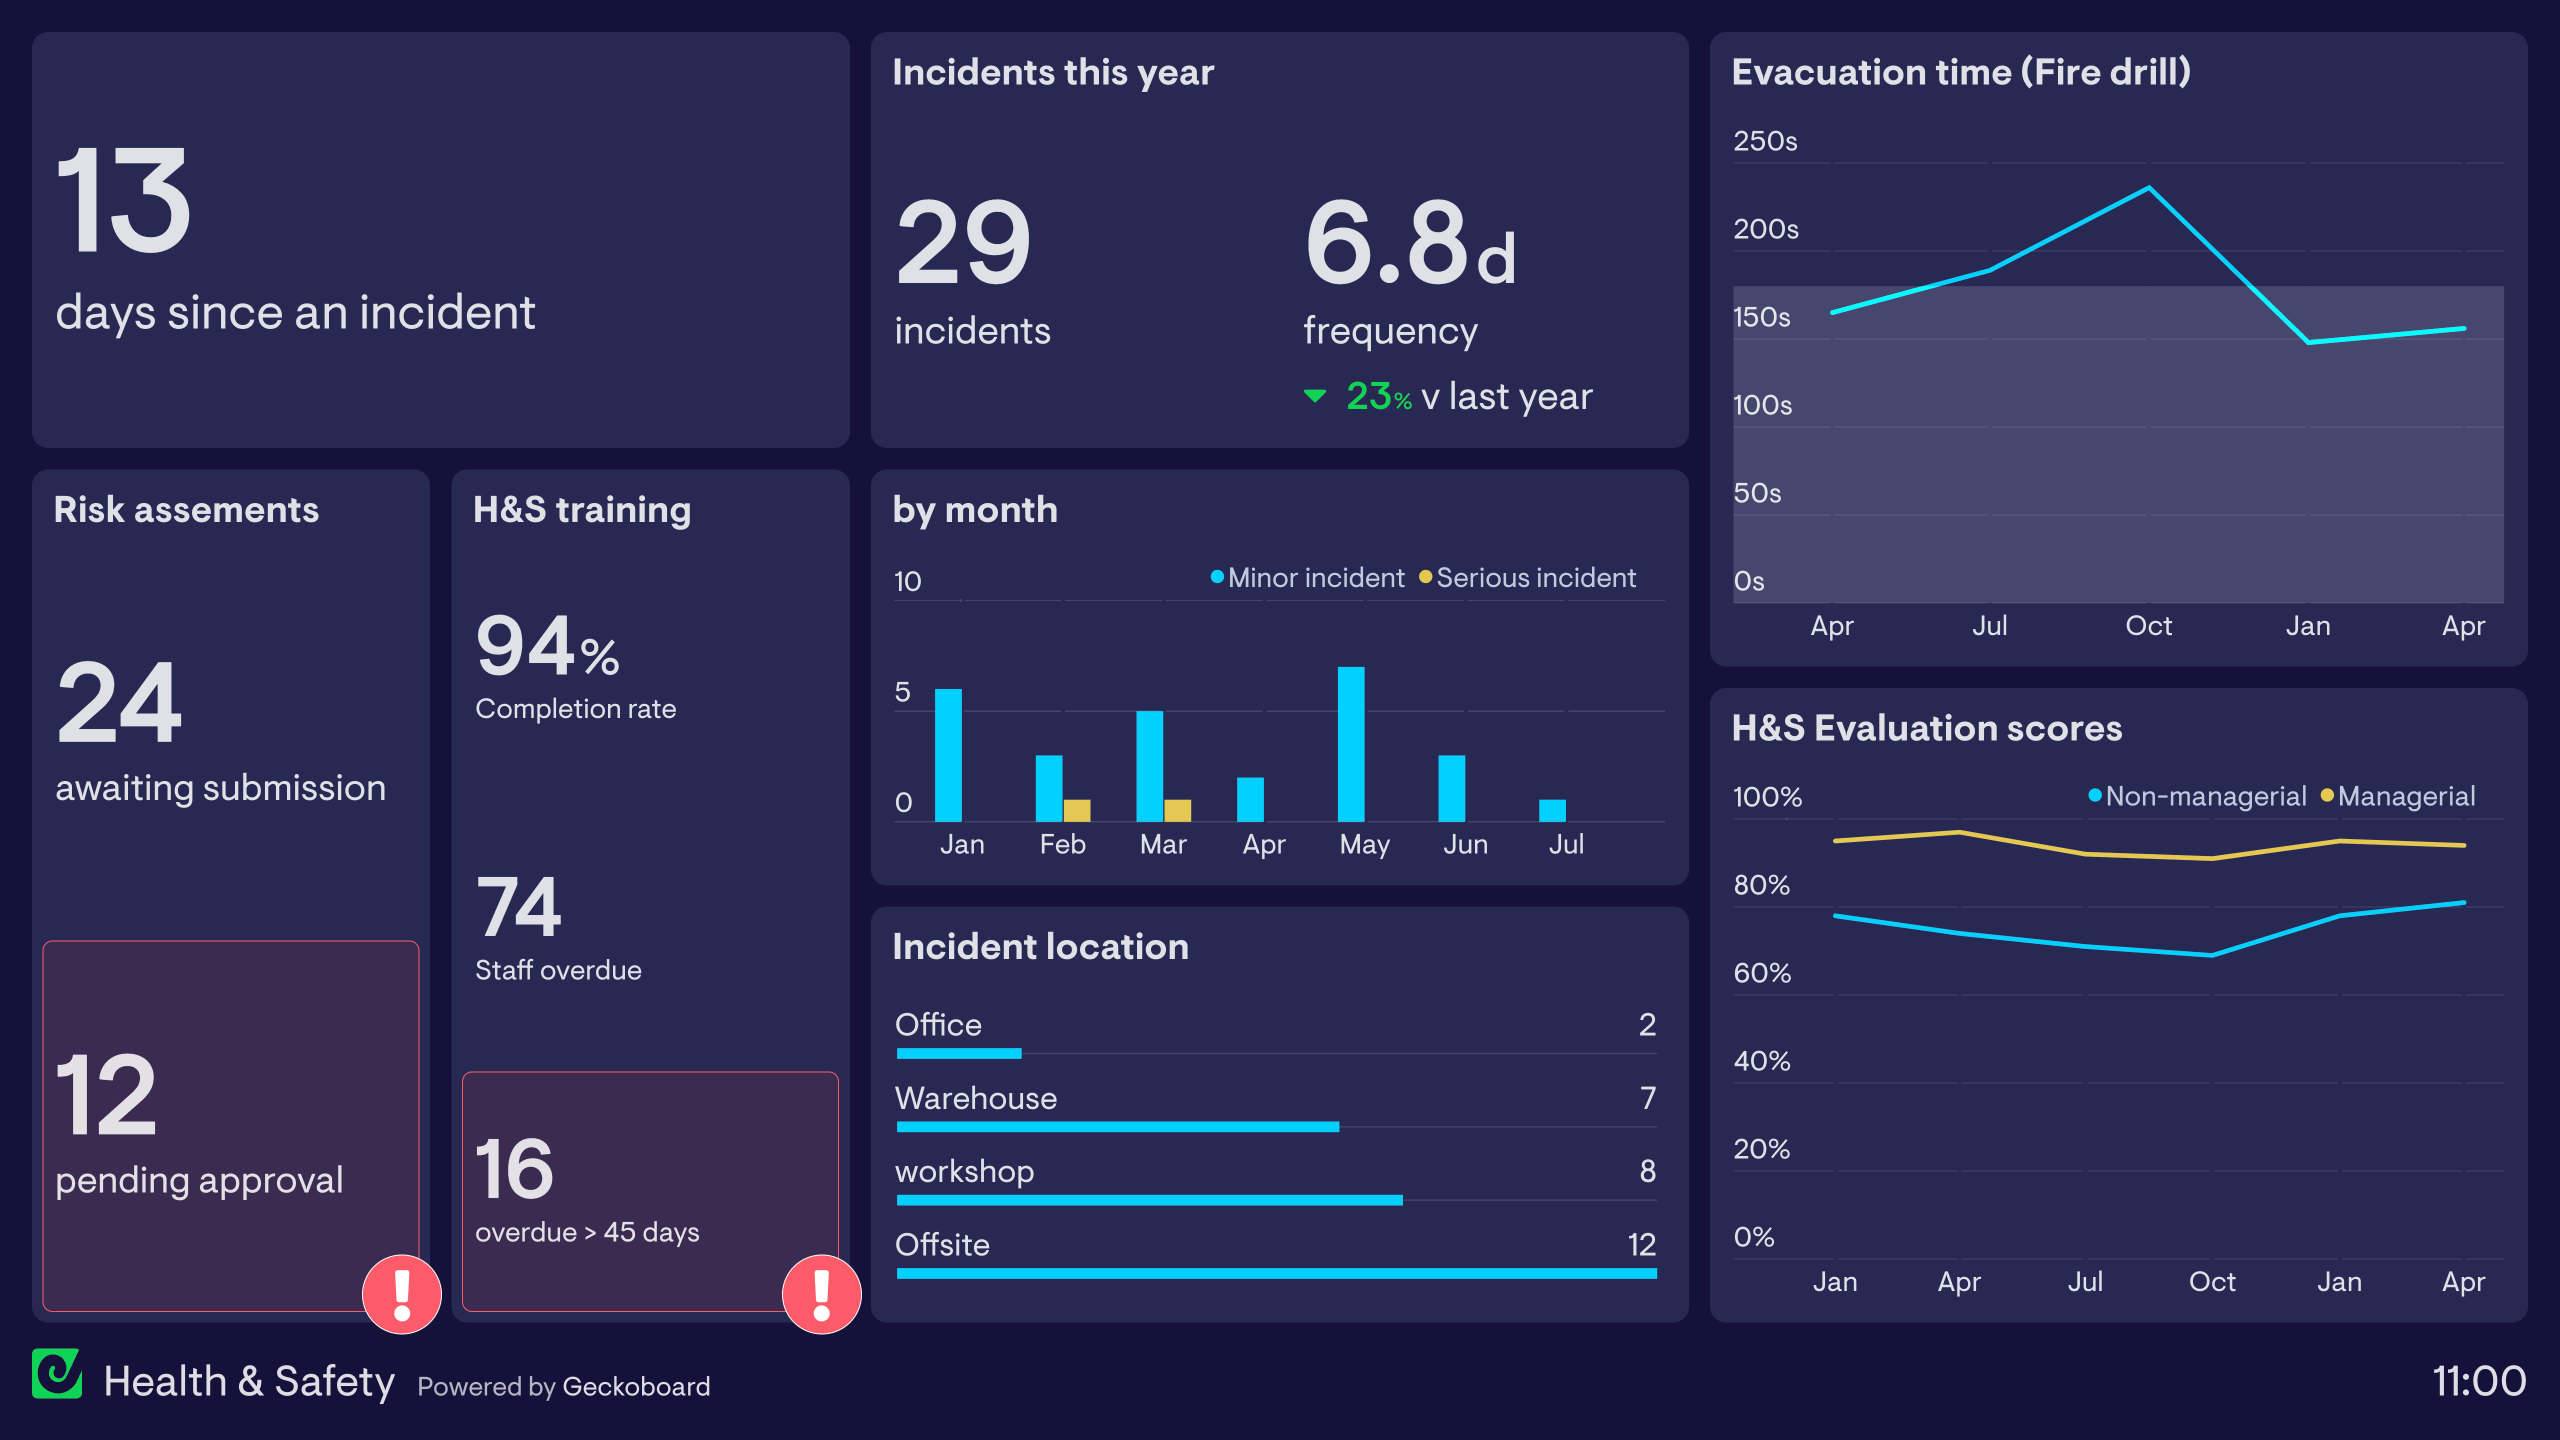 13
days since an incident
Incidents this year
29
incidents
6.8d
frequency
23% v last year
Evacuation time (Fire drill)
250s
200s
150s
100s
50s
0s
Apr Jul Oct Jan Apr
Risk assements
24
awaiting submission
12
pending approval
!
H&S training
94%
Completion rate
74
Staff overdue
16
overdue > 45 days
!
by month
Minor incident Serious incident
10
5
0
Jan Feb Mar Apr May Jun Jul
Incident location
Office 2
Warehouse 7
workshop 8
Offsite 12
H&S Evaluation scores
Non-managerial Managerial
100%
80%
60%
40%
20%
0%
Jan Apr Jul Oct Jan Apr
Health & Safety Powered by Geckoboard
11:00